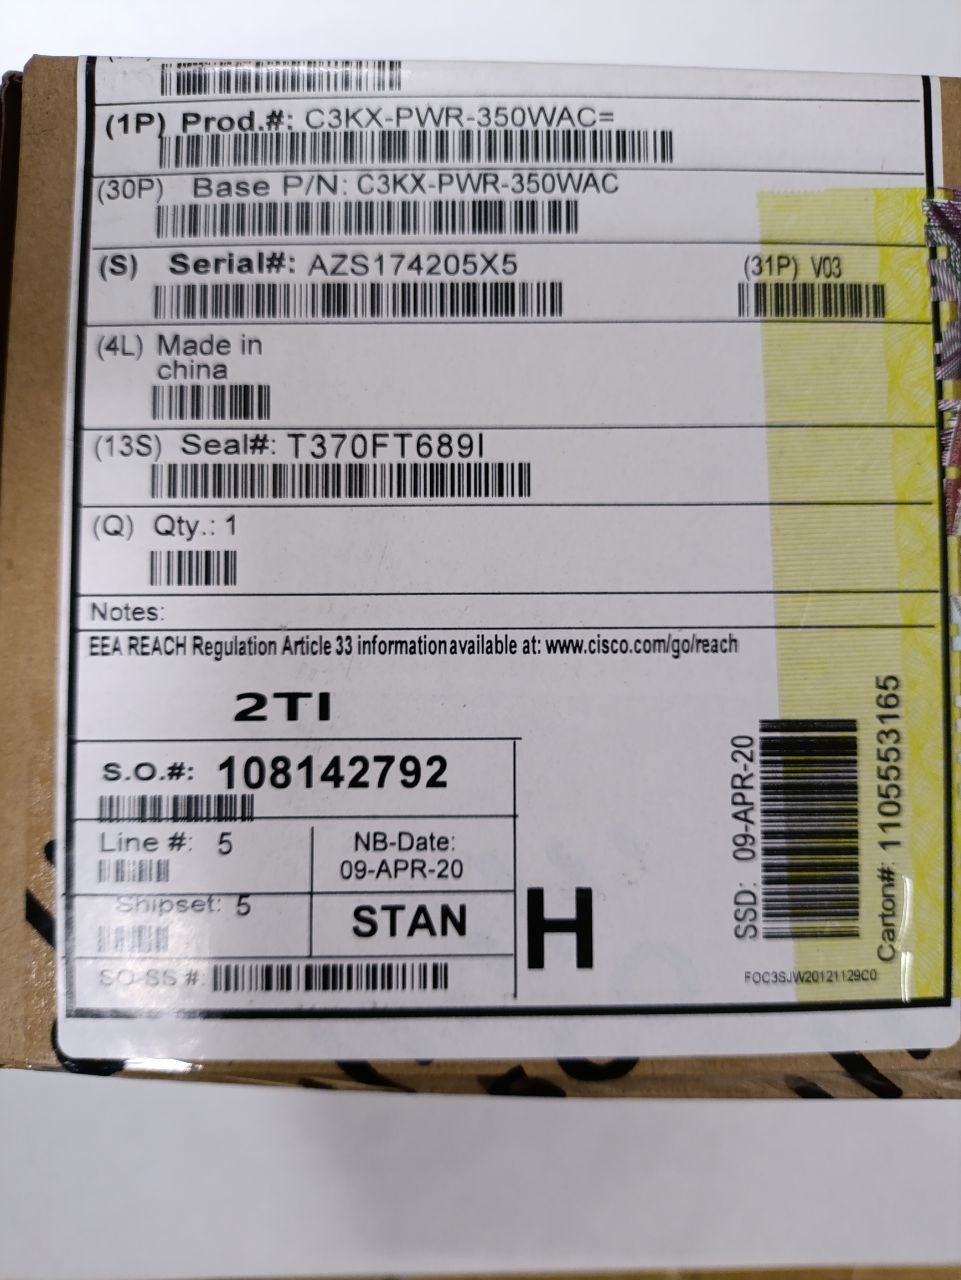 (1P) Prod.#: C3KX-PWR-350WAC=
(30P) Base P/N: C3KX-PWR-350WAC
(S) Serial#: AZS174205X5
(31P) V03
(4L) Made in
china
(13S) Seal#: T370FT689I
(Q) Qty.: 1
Notes:
EEA REACH Regulation Article 33 information available at: www.cisco.com/go/reach
2TI
S.O.#: 108142792
Line #: 5
NB-Date:
09-APR-20
Shipset: 5
STAN
SO-SS #:
H
SSD: 09-APR-20
Carton#: 1105553165
FOC3SJW20121129C0